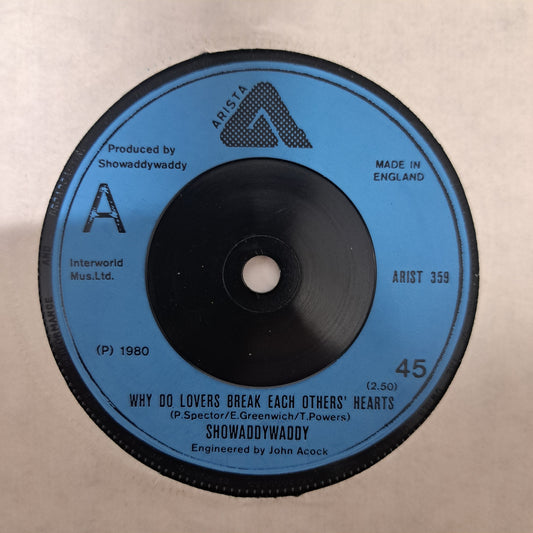 ARISTA
Produced by
Showaddywaddy
MADE IN
ENGLAND
A
Interworld
Mus.Ltd.
ARIST 359
(P) 1980
45
(2.50)
WHY DO LOVERS BREAK EACH OTHERS' HEARTS
(P.Spector/E.Greenwich/T.Powers)
SHOWADDYWADDY
Engineered by John Acock
AND